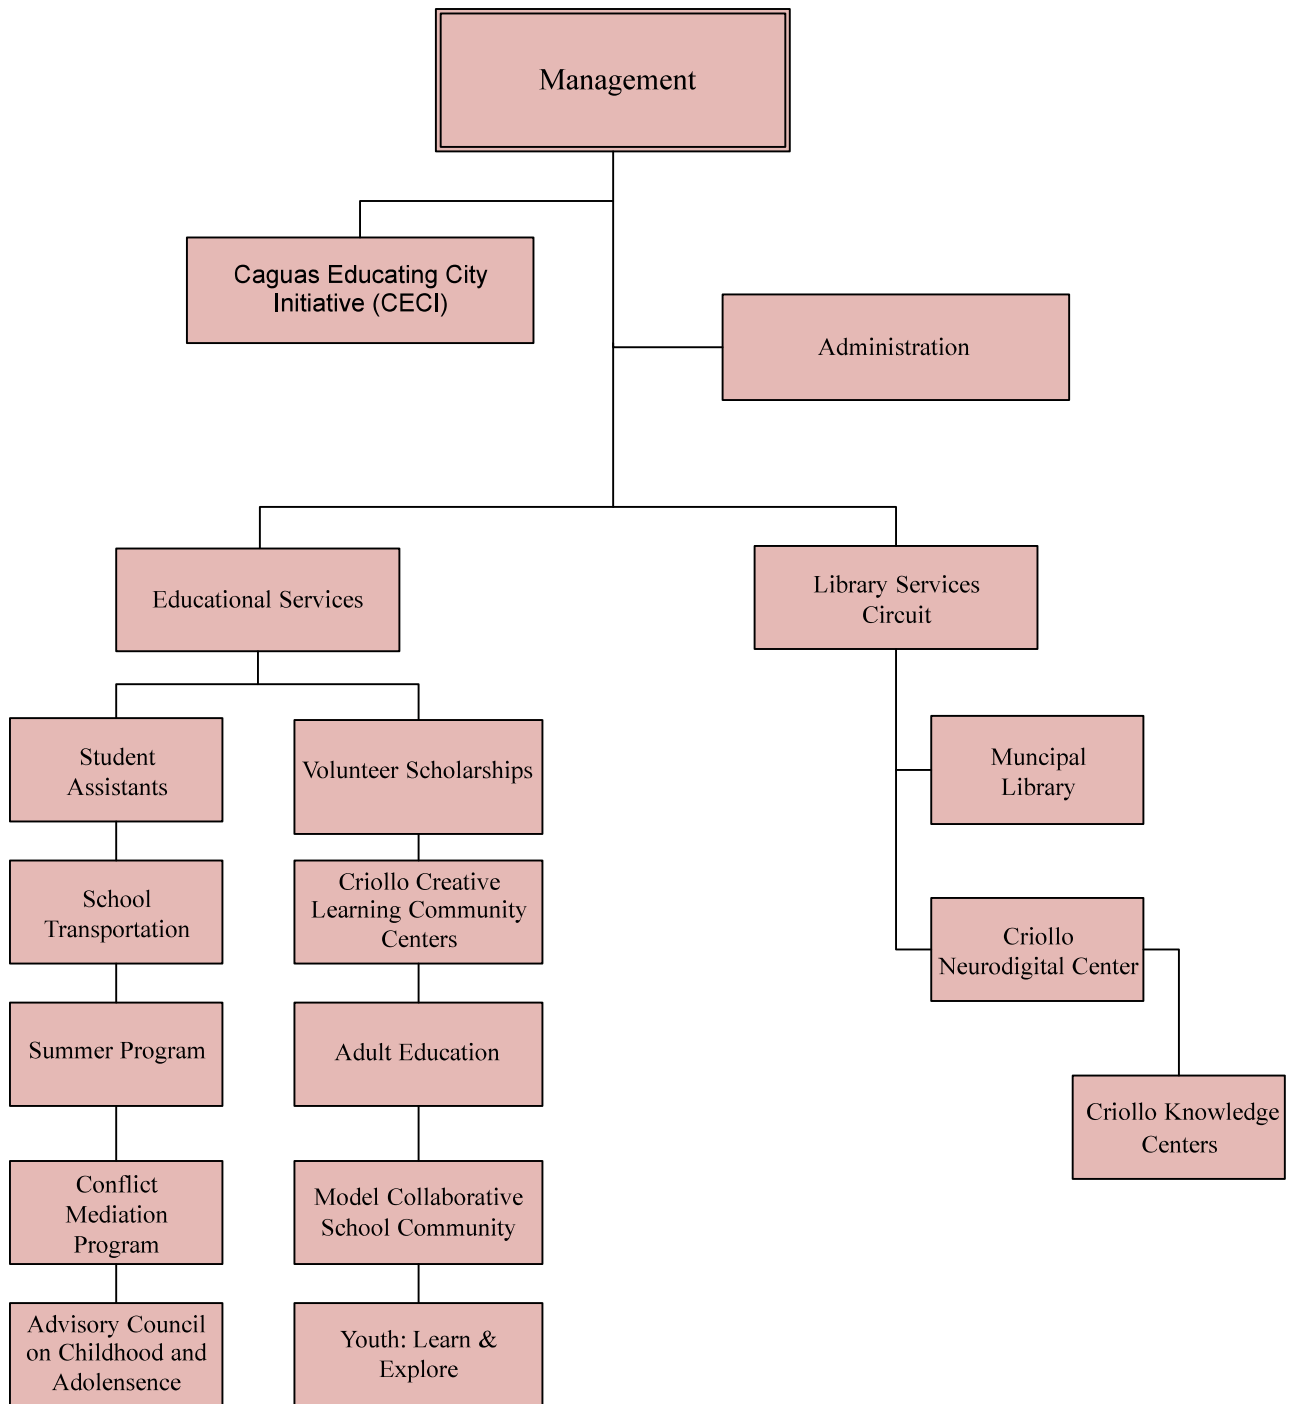 Management
Caguas Educating City
Initiative (CECI)
Administration
Educational Services
Library Services
Circuit
Student
Assistants
Volunteer Scholarships
Muncipal
Library
School
Transportation
Criollo Creative
Learning Community
Centers
Criollo
Neurodigital Center
Summer Program
Adult Education
Criollo Knowledge
Centers
Conflict
Mediation
Program
Model Collaborative
School Community
Advisory Council
on Childhood and
Adolensence
Youth: Learn &
Explore